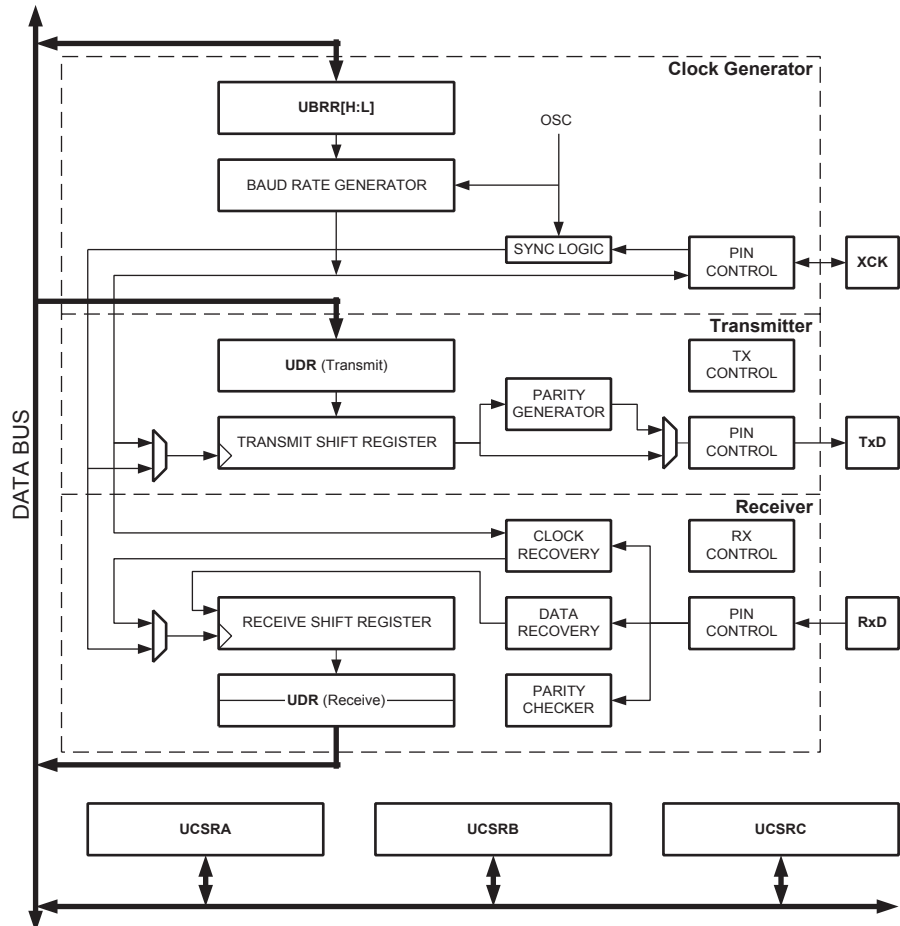 Clock Generator
UBRR[H:L]
OSC
BAUD RATE GENERATOR
SYNC LOGIC
PIN
CONTROL
XCK
Transmitter
UDR (Transmit)
TX
CONTROL
PARITY
GENERATOR
TRANSMIT SHIFT REGISTER
PIN
CONTROL
TxD
DATA BUS
Receiver
CLOCK
RECOVERY
RX
CONTROL
RECEIVE SHIFT REGISTER
DATA
RECOVERY
PIN
CONTROL
RxD
UDR (Receive)
PARITY
CHECKER
UCSRA
UCSRB
UCSRC